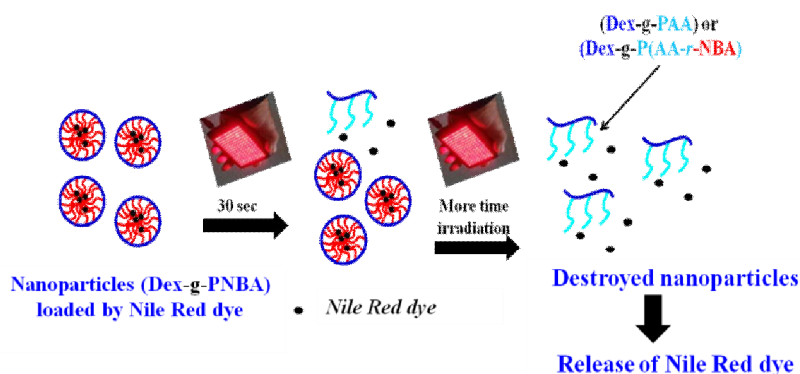 (Dex-g-PAA) or
(Dex-g-P(AA-r-NBA)
30 sec
More time
irradiation
Nanoparticles (Dex-g-PNBA)
loaded by Nile Red dye
Nile Red dye
Destroyed nanoparticles
Release of Nile Red dye